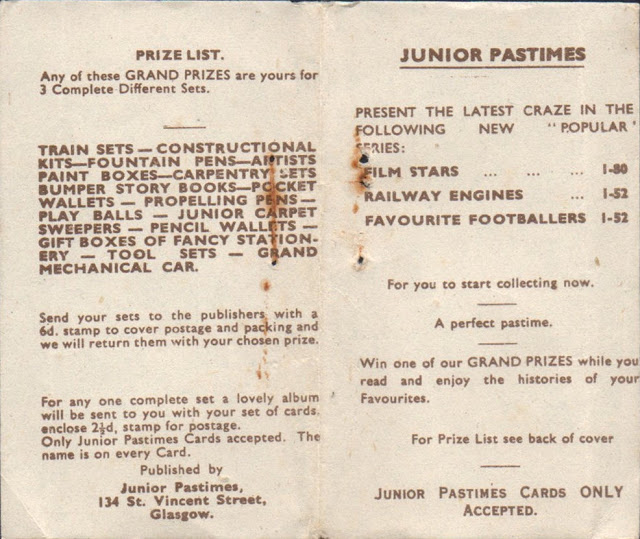 PRIZE LIST.
Any of these GRAND PRIZES are yours for
3 Complete Different Sets.
TRAIN SETS — CONSTRUCTIONAL
KITS—FOUNTAIN PENS—ARTISTS
PAINT BOXES—CARPENTRY SETS
BUMPER STORY BOOKS—POCKET
WALLETS — PROPELLING PENS —
PLAY BALLS — JUNIOR CARPET
SWEEPERS — PENCIL WALLETS —
GIFT BOXES OF FANCY STATION-
ERY — TOOL SETS — GRAND
MECHANICAL CAR.
Send your sets to the publishers with a
6d. stamp to cover postage and packing and
we will return them with your chosen prize.
For any one complete set a lovely album
will be sent to you with your set of cards
enclose 2½d, stamp for postage.
Only Junior Pastimes Cards accepted. The
name is on every Card.
Published by
Junior Pastimes,
134 St. Vincent Street,
Glasgow.
JUNIOR PASTIMES
PRESENT THE LATEST CRAZE IN THE
FOLLOWING NEW "POPULAR"
SERIES:
FILM STARS ... ... ... 1-80
RAILWAY ENGINES ... 1-52
FAVOURITE FOOTBALLERS 1-52
For you to start collecting now.
A perfect pastime.
Win one of our GRAND PRIZES while you
read and enjoy the histories of your
Favourites.
For Prize List see back of cover
JUNIOR PASTIMES CARDS ONLY
ACCEPTED.